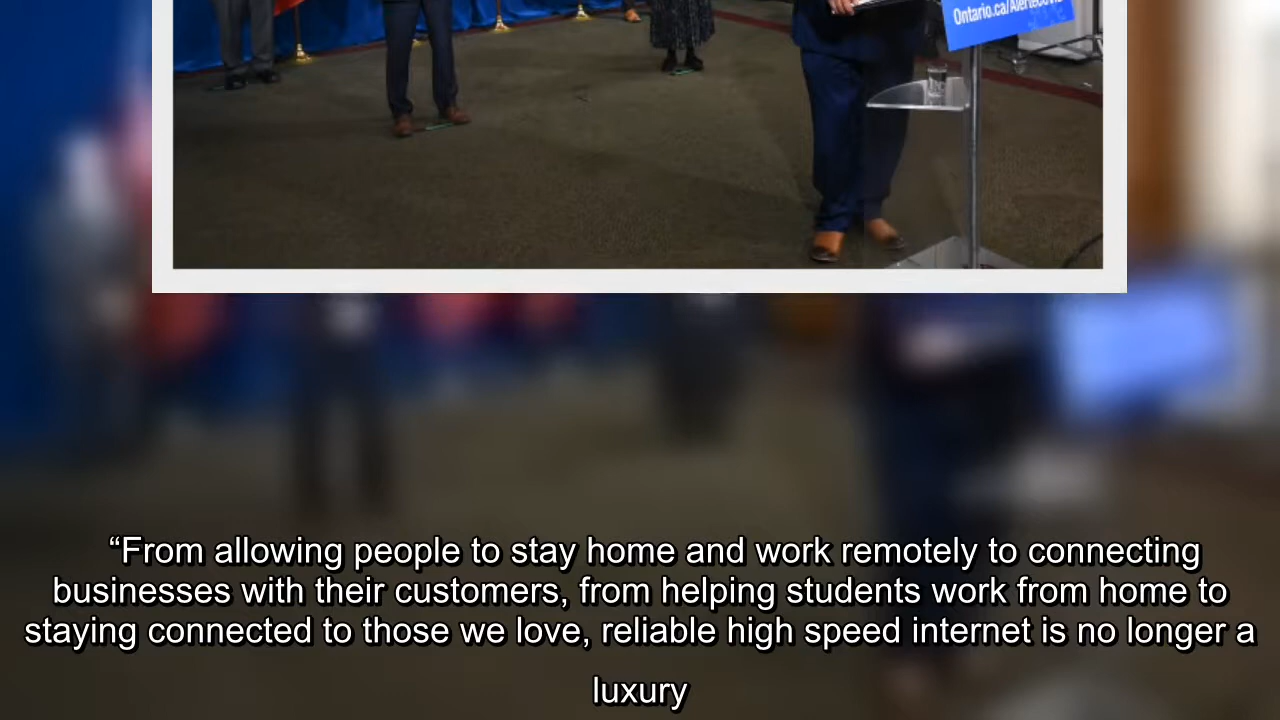 “From allowing people to stay home and work remotely to connecting
businesses with their customers, from helping students work from home to
staying connected to those we love, reliable high speed internet is no longer a
luxury